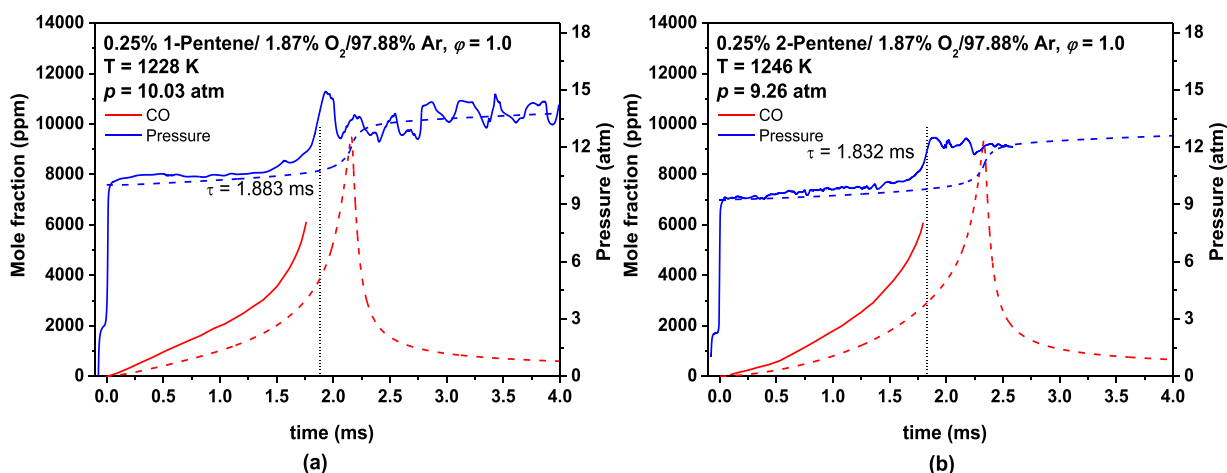 0.25% 1-Pentene/ 1.87% O2/97.88% Ar, φ = 1.0
T = 1228 K
p = 10.03 atm
CO
Pressure
τ = 1.883 ms
14000
12000
10000
8000
6000
4000
2000
0
Mole fraction (ppm)
18
15
12
9
6
3
0
Pressure (atm)
0.0 0.5 1.0 1.5 2.0 2.5 3.0 3.5 4.0
time (ms)
(a)
0.25% 2-Pentene/ 1.87% O2/97.88% Ar, φ = 1.0
T = 1246 K
p = 9.26 atm
CO
Pressure
τ = 1.832 ms
14000
12000
10000
8000
6000
4000
2000
0
Mole fraction (ppm)
18
15
12
9
6
3
0
Pressure (atm)
0.0 0.5 1.0 1.5 2.0 2.5 3.0 3.5 4.0
time (ms)
(b)